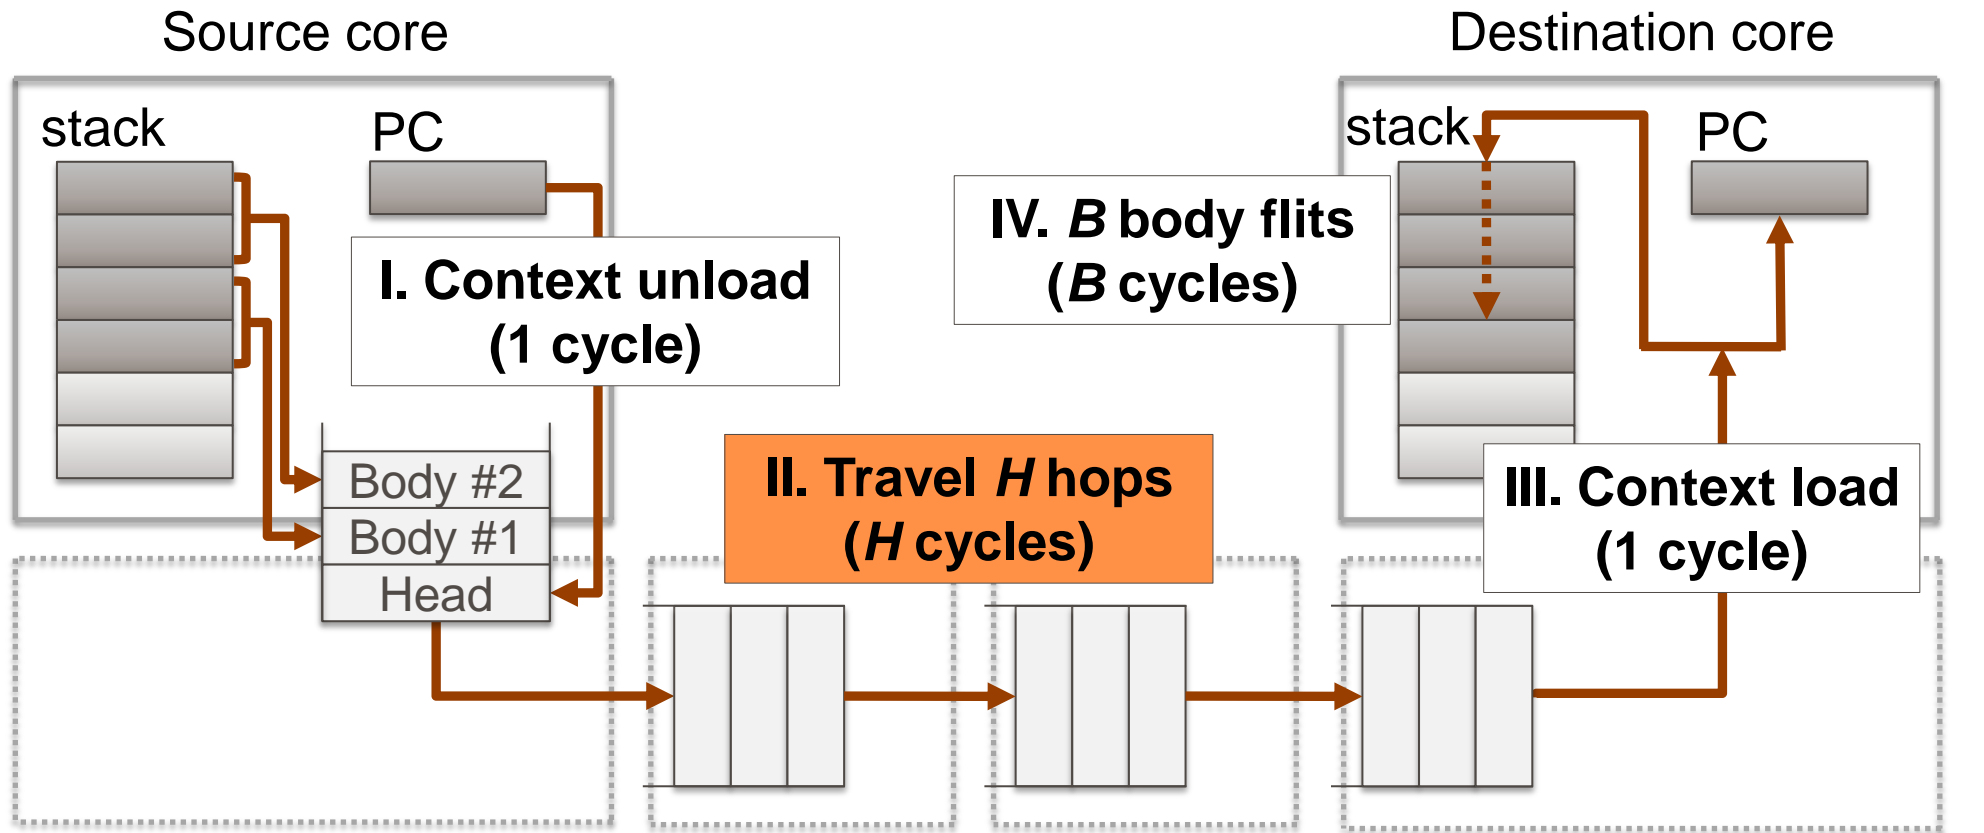 Source core
Destination core
stack
PC
stack
PC
I. Context unload
(1 cycle)
IV. B body flits
(B cycles)
II. Travel H hops
(H cycles)
III. Context load
(1 cycle)
Body #2
Body #1
Head